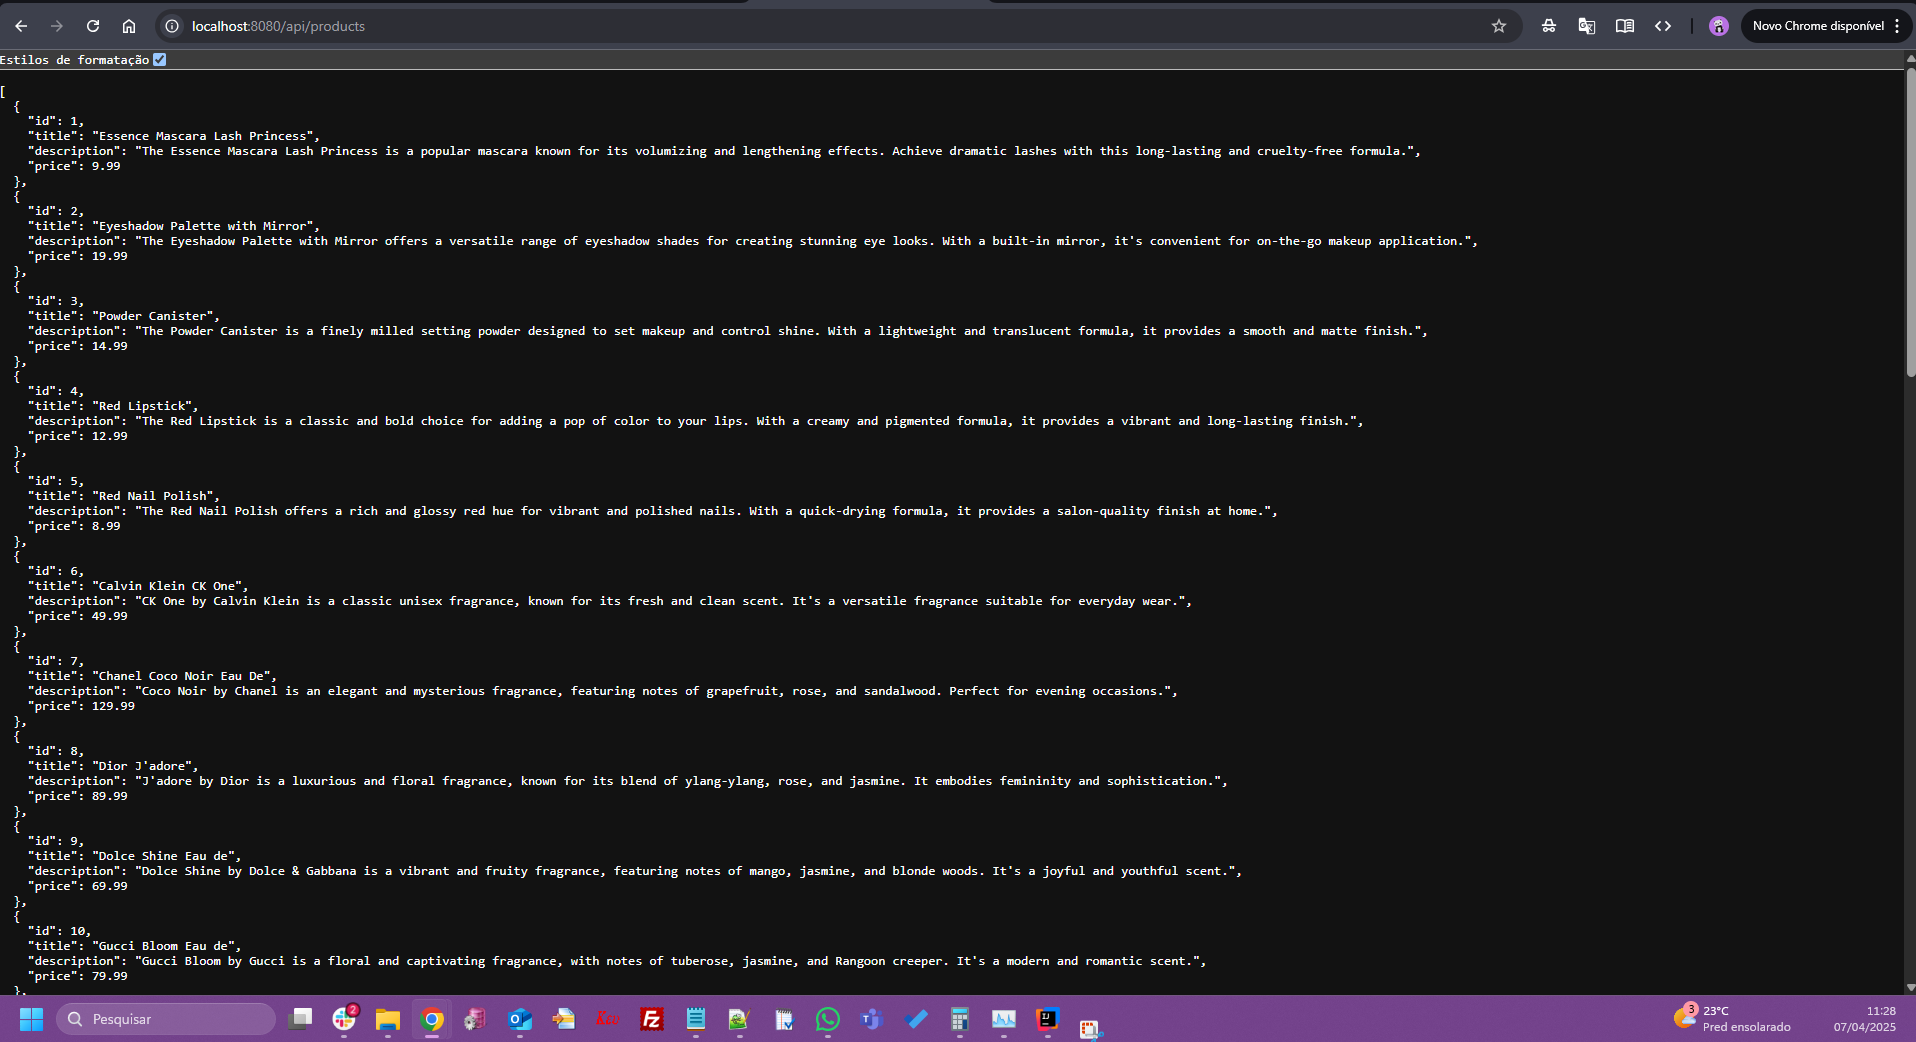 localhost:8080/api/products
Novo Chrome disponível
Estilos de formatação
[
  {
    "id": 1,
    "title": "Essence Mascara Lash Princess",
    "description": "The Essence Mascara Lash Princess is a popular mascara known for its volumizing and lengthening effects. Achieve dramatic lashes with this long-lasting and cruelty-free formula.",
    "price": 9.99
  },
  {
    "id": 2,
    "title": "Eyeshadow Palette with Mirror",
    "description": "The Eyeshadow Palette with Mirror offers a versatile range of eyeshadow shades for creating stunning eye looks. With a built-in mirror, it's convenient for on-the-go makeup application.",
    "price": 19.99
  },
  {
    "id": 3,
    "title": "Powder Canister",
    "description": "The Powder Canister is a finely milled setting powder designed to set makeup and control shine. With a lightweight and translucent formula, it provides a smooth and matte finish.",
    "price": 14.99
  },
  {
    "id": 4,
    "title": "Red Lipstick",
    "description": "The Red Lipstick is a classic and bold choice for adding a pop of color to your lips. With a creamy and pigmented formula, it provides a vibrant and long-lasting finish.",
    "price": 12.99
  },
  {
    "id": 5,
    "title": "Red Nail Polish",
    "description": "The Red Nail Polish offers a rich and glossy red hue for vibrant and polished nails. With a quick-drying formula, it provides a salon-quality finish at home.",
    "price": 8.99
  },
  {
    "id": 6,
    "title": "Calvin Klein CK One",
    "description": "CK One by Calvin Klein is a classic unisex fragrance, known for its fresh and clean scent. It's a versatile fragrance suitable for everyday wear.",
    "price": 49.99
  },
  {
    "id": 7,
    "title": "Chanel Coco Noir Eau De",
    "description": "Coco Noir by Chanel is an elegant and mysterious fragrance, featuring notes of grapefruit, rose, and sandalwood. Perfect for evening occasions.",
    "price": 129.99
  },
  {
    "id": 8,
    "title": "Dior J'adore",
    "description": "J'adore by Dior is a luxurious and floral fragrance, known for its blend of ylang-ylang, rose, and jasmine. It embodies femininity and sophistication.",
    "price": 89.99
  },
  {
    "id": 9,
    "title": "Dolce Shine Eau de",
    "description": "Dolce Shine by Dolce & Gabbana is a vibrant and fruity fragrance, featuring notes of mango, jasmine, and blonde woods. It's a joyful and youthful scent.",
    "price": 69.99
  },
  {
    "id": 10,
    "title": "Gucci Bloom Eau de",
    "description": "Gucci Bloom by Gucci is a floral and captivating fragrance, with notes of tuberose, jasmine, and Rangoon creeper. It's a modern and romantic scent.",
    "price": 79.99
  },
Pesquisar
2
3
23°C
Pred ensolarado
11:28
07/04/2025